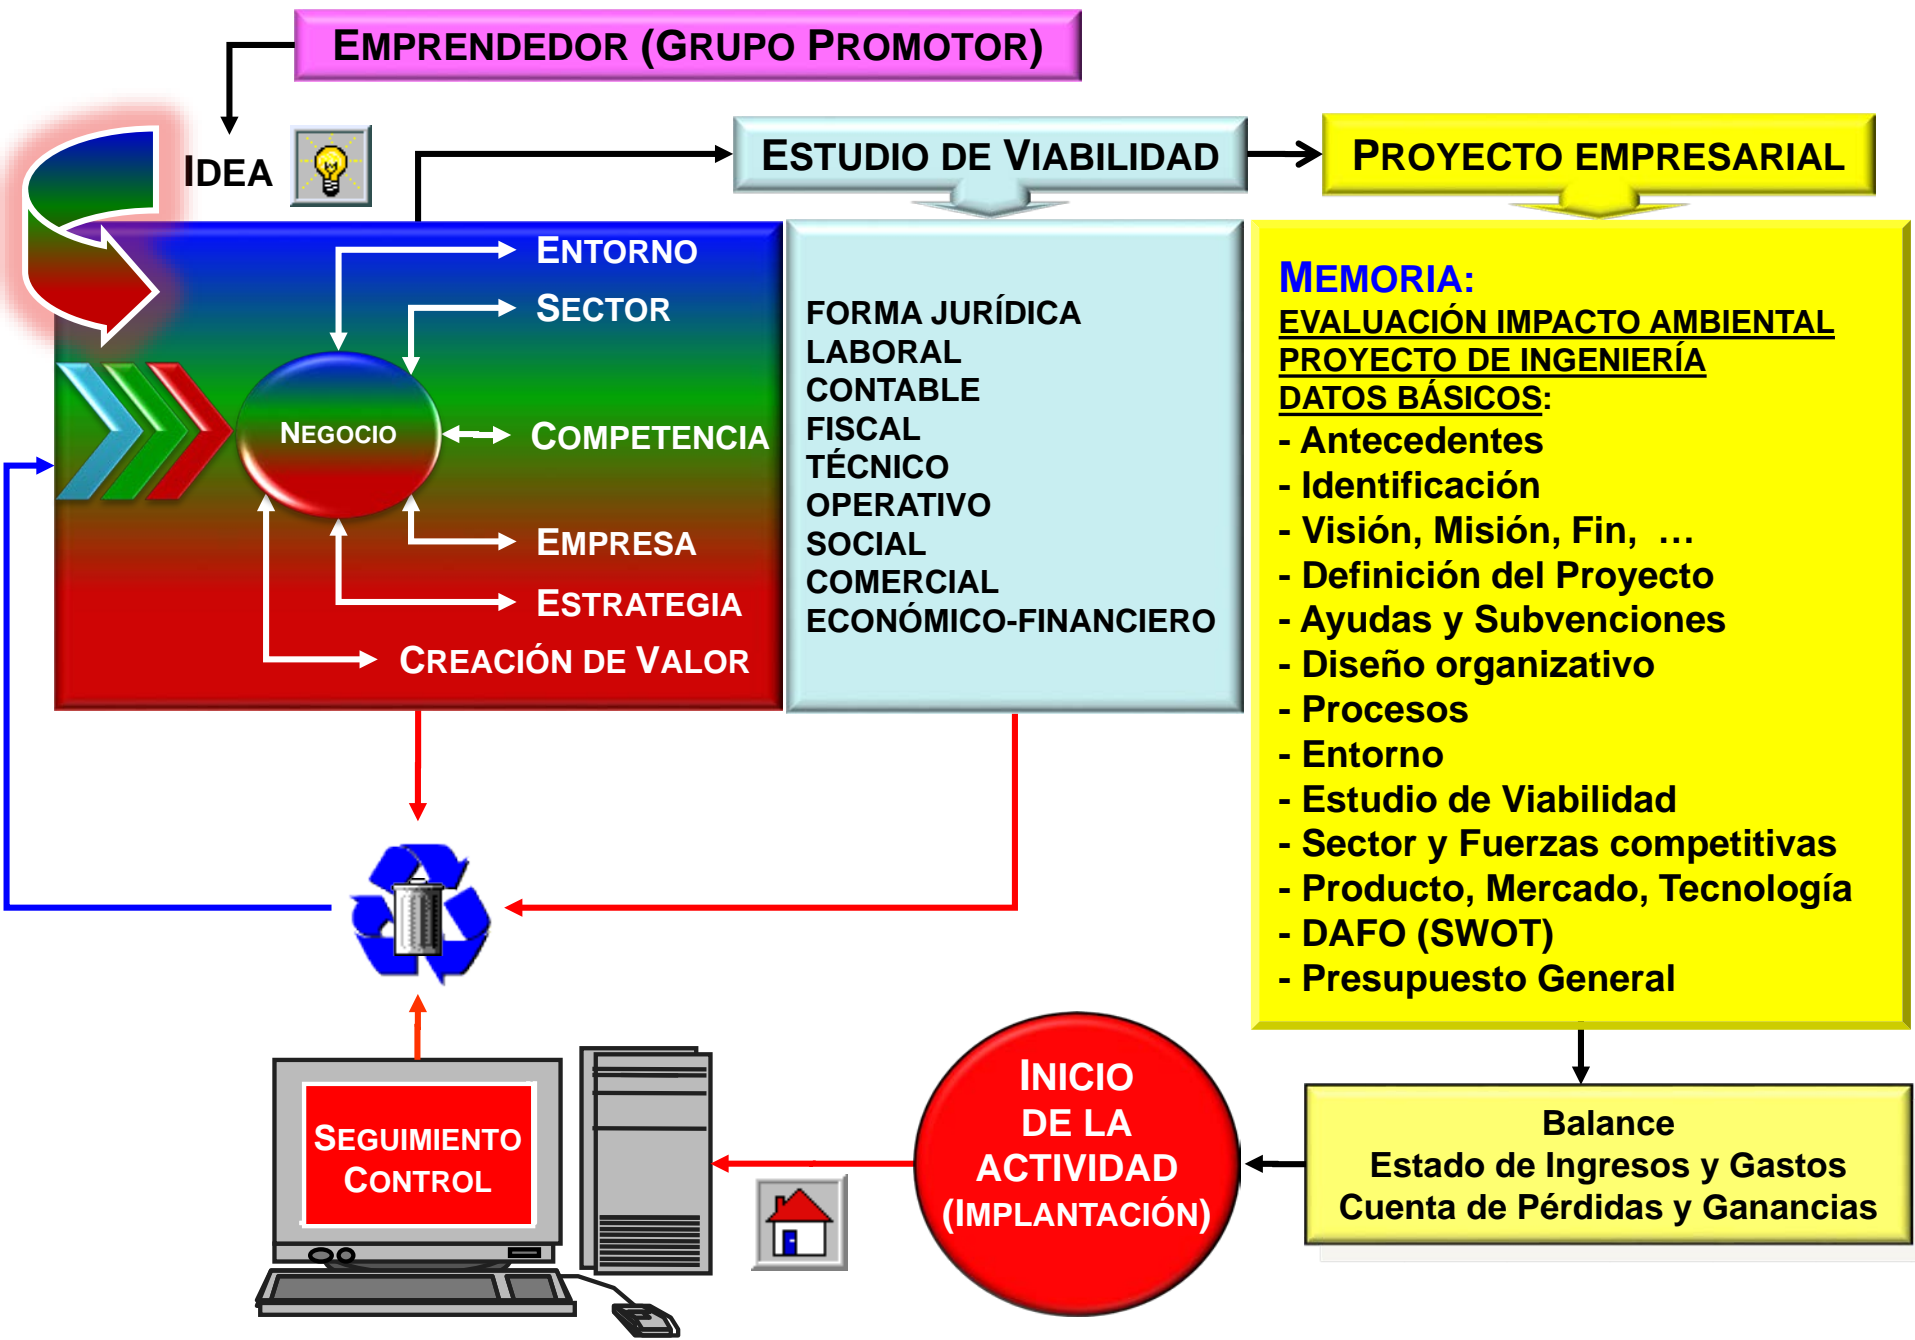 EMPRENDEDOR (GRUPO PROMOTOR)
IDEA
ESTUDIO DE VIABILIDAD
PROYECTO EMPRESARIAL
ENTORNO
SECTOR
NEGOCIO
COMPETENCIA
EMPRESA
ESTRATEGIA
CREACIÓN DE VALOR
FORMA JURÍDICA
LABORAL
CONTABLE
FISCAL
TÉCNICO
OPERATIVO
SOCIAL
COMERCIAL
ECONÓMICO-FINANCIERO
MEMORIA:
EVALUACIÓN IMPACTO AMBIENTAL
PROYECTO DE INGENIERÍA
DATOS BÁSICOS:
- Antecedentes
- Identificación
- Visión, Misión, Fin, …
- Definición del Proyecto
- Ayudas y Subvenciones
- Diseño organizativo
- Procesos
- Entorno
- Estudio de Viabilidad
- Sector y Fuerzas competitivas
- Producto, Mercado, Tecnología
- DAFO (SWOT)
- Presupuesto General
Balance
Estado de Ingresos y Gastos
Cuenta de Pérdidas y Ganancias
INICIO
DE LA
ACTIVIDAD
(IMPLANTACIÓN)
SEGUIMIENTO
CONTROL